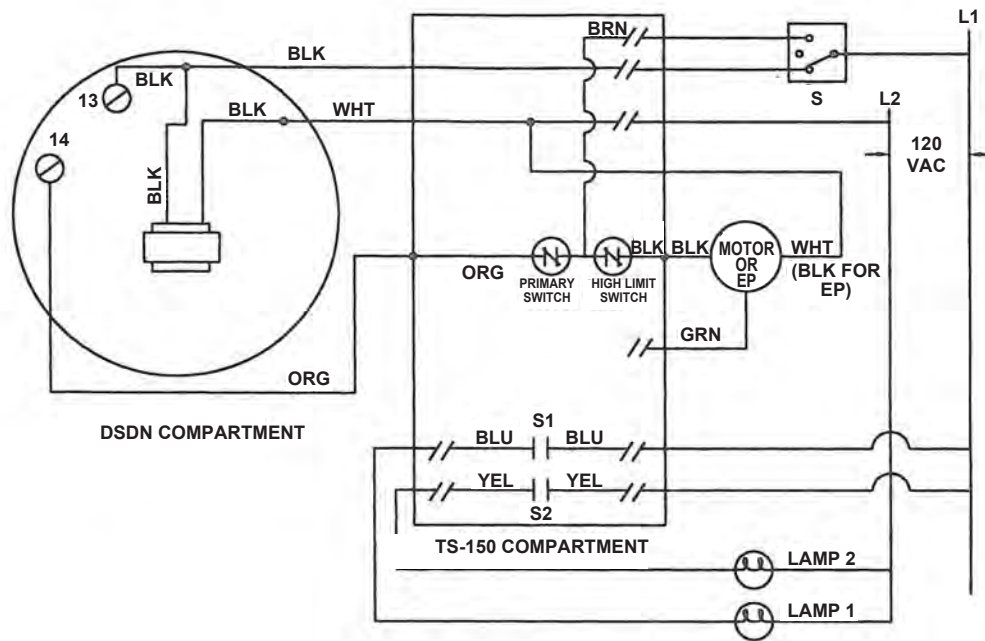 L1
BRN
BLK
BLK
13
S
L2
BLK
WHT
14
120
VAC
BLK
BLK BLK
MOTOR
OR
EP
WHT
(BLK FOR
EP)
ORG
PRIMARY
SWITCH
HIGH LIMIT
SWITCH
GRN
ORG
DSDN COMPARTMENT
S1
BLU
BLU
YEL
YEL
S2
TS-150 COMPARTMENT
LAMP 2
LAMP 1